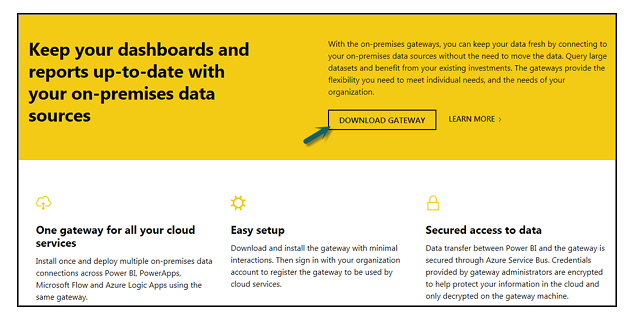 Keep your dashboards and
reports up-to-date with
your on-premises data
sources
With the on-premises gateways, you can keep your data fresh by connecting to
your on-premises data sources without the need to move the data. Query large
datasets and benefit from your existing investments. The gateways provide the
flexibility you need to meet individual needs, and the needs of your
organization.
DOWNLOAD GATEWAY
LEARN MORE >
One gateway for all your cloud
services
Install once and deploy multiple on-premises data
connections across Power BI, PowerApps,
Microsoft Flow and Azure Logic Apps using the
same gateway.
Easy setup
Download and install the gateway with minimal
interactions. Then sign in with your organization
account to register the gateway to be used by
cloud services.
Secured access to data
Data transfer between Power BI and the gateway is
secured through Azure Service Bus. Credentials
provided by gateway administrators are encrypted
to help protect your information in the cloud and
only decrypted on the gateway machine.